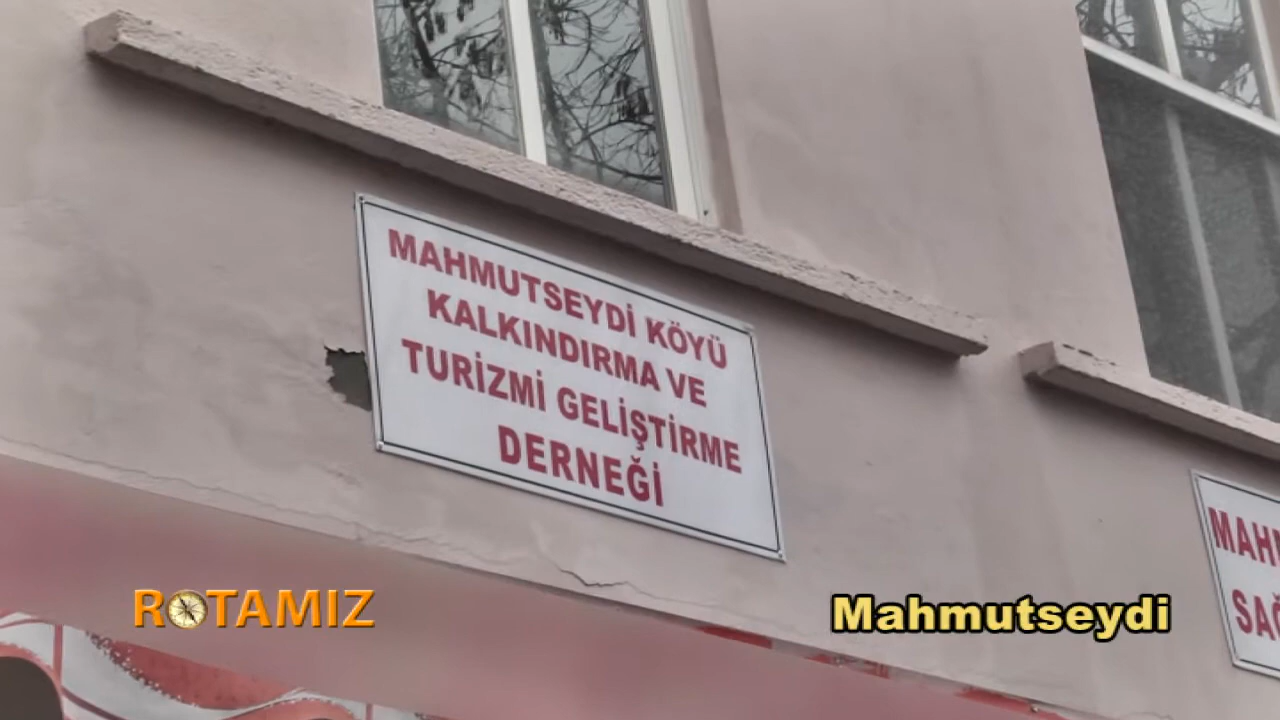 MAHMUTSEYDİ KÖYÜ
KALKINDIRMA VE
TURİZMİ GELİŞTİRME
DERNEĞİ
ROTAMIZ
Mahmutseydi